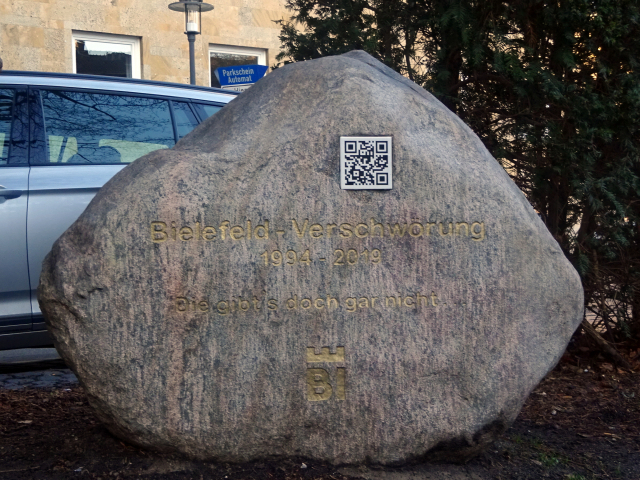 Parkschein
Automat
Bielefeld-Verschwörung
1994 - 2019
Die gibt's doch gar nicht...
BI